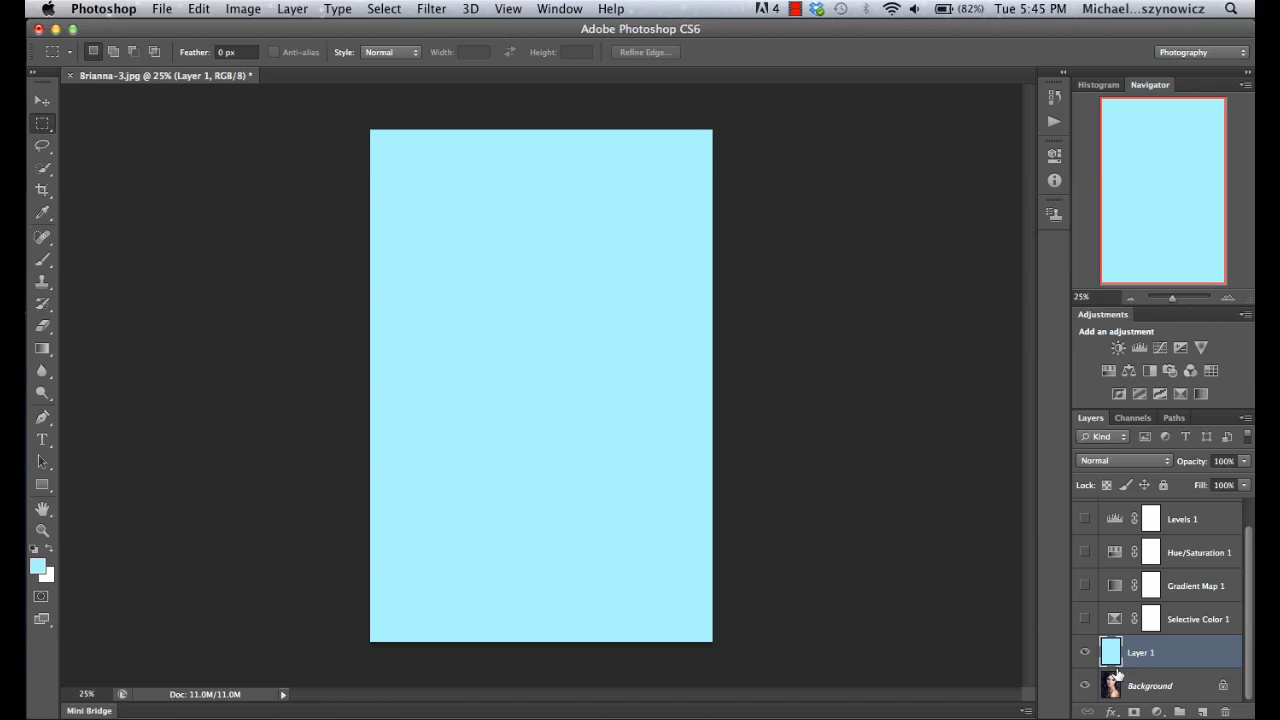 Photoshop File Edit Image Layer Type Select Filter 3D View Window Help 4 (82%) Tue 5:45 PM Michael...szynowicz
Adobe Photoshop CS6
Feather: 0 px Anti-alias Style: Normal Width: Height: Refine Edge... Photography
× Brianna-3.jpg @ 25% (Layer 1, RGB/8) *
Histogram Navigator
25%
Adjustments
Add an adjustment
Layers Channels Paths
Kind
Normal Opacity: 100%
Lock: Fill: 100%
Levels 1
Hue/Saturation 1
Gradient Map 1
Selective Color 1
Layer 1
Background
fx
25% Doc: 11.0M/11.0M
Mini Bridge